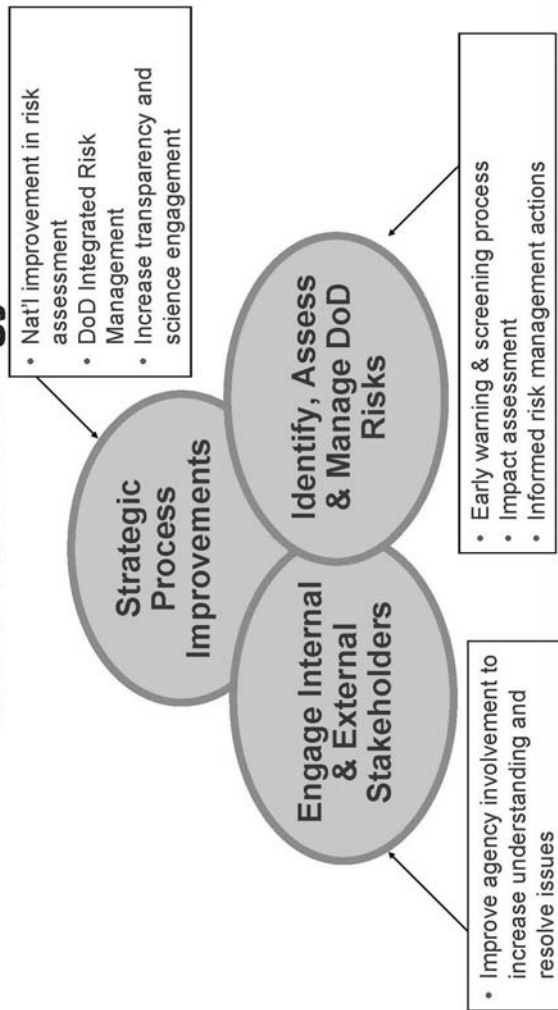 Strategic
Process
Improvements
• Nat'l improvement in risk
assessment
• DoD Integrated Risk
Management
• Increase transparency and
science engagement
Engage Internal
& External
Stakeholders
• Improve agency involvement to
increase understanding and
resolve issues
Identify, Assess
& Manage DoD
Risks
• Early warning & screening process
• Impact assessment
• Informed risk management actions